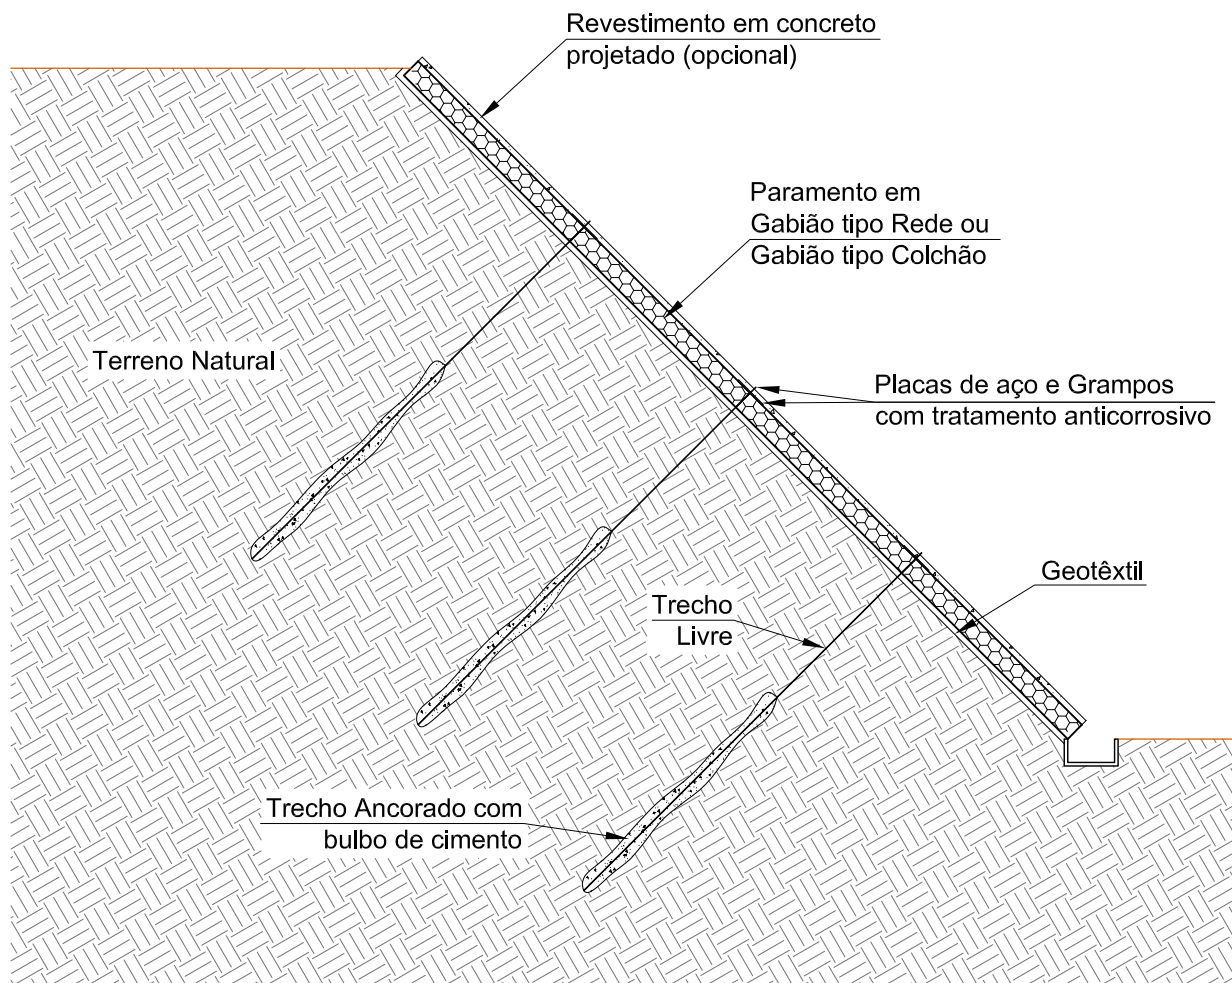 Revestimento em concreto
projetado (opcional)
Paramento em
Gabião tipo Rede ou
Gabião tipo Colchão
Terreno Natural
Placas de aço e Grampos
com tratamento anticorrosivo
Geotêxtil
Trecho
Livre
Trecho Ancorado com
bulbo de cimento